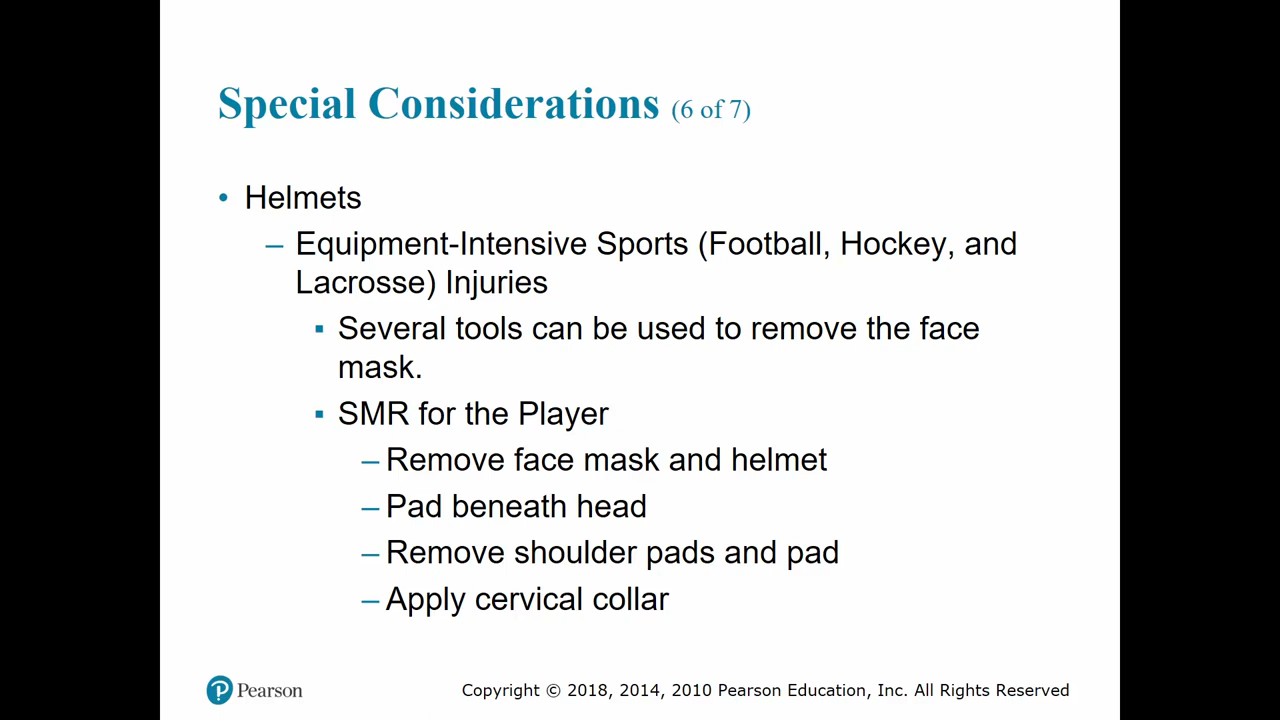 Special Considerations (6 of 7)
• Helmets
– Equipment-Intensive Sports (Football, Hockey, and
Lacrosse) Injuries
▪ Several tools can be used to remove the face
mask.
▪ SMR for the Player
– Remove face mask and helmet
– Pad beneath head
– Remove shoulder pads and pad
– Apply cervical collar
Pearson
Copyright © 2018, 2014, 2010 Pearson Education, Inc. All Rights Reserved